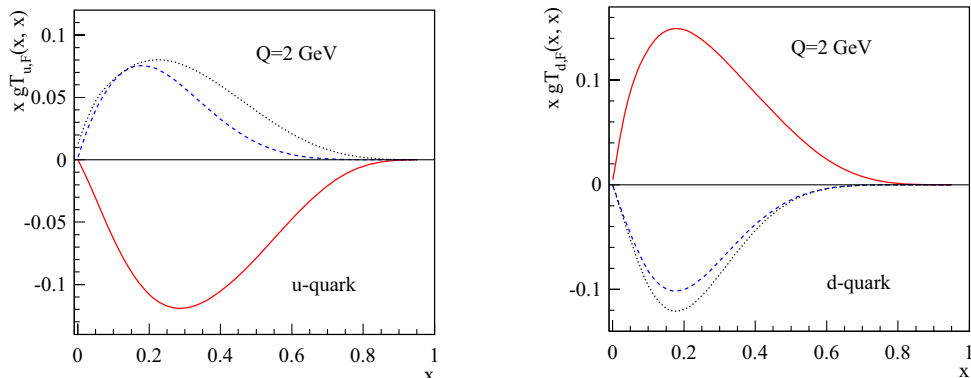 x gT_{u,F}(x, x)
0.1
0.05
0
-0.05
-0.1
Q=2 GeV
u-quark
0 0.2 0.4 0.6 0.8 1
x
x gT_{d,F}(x, x)
0.1
0
-0.1
Q=2 GeV
d-quark
0 0.2 0.4 0.6 0.8 1
x